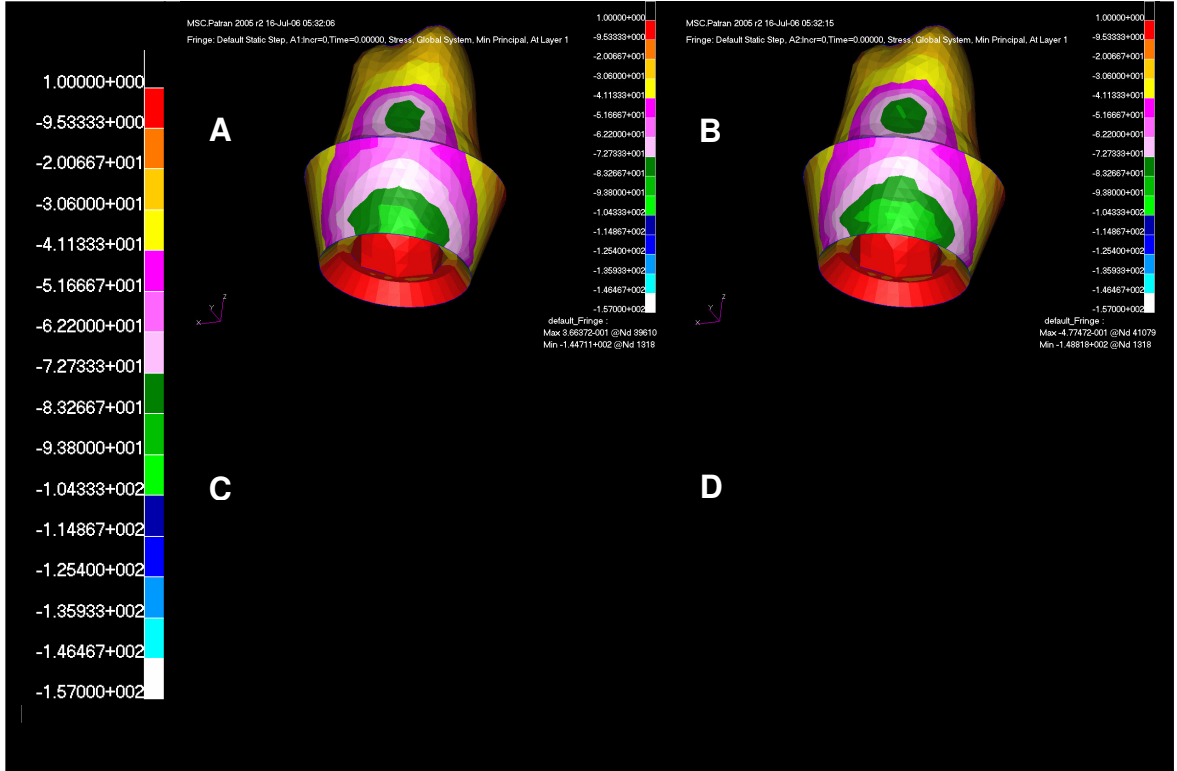 1.00000+000
-9.53333+000
-2.00667+001
-3.06000+001
-4.11333+001
-5.16667+001
-6.22000+001
-7.27333+001
-8.32667+001
-9.38000+001
-1.04333+002
-1.14867+002
-1.25400+002
-1.35933+002
-1.46467+002
-1.57000+002
MSC.Patran 2005 r2 16-Jul-06 05:32:06
Fringe: Default Static Step, A1:Incr=0,Time=0.00000, Stress, Global System, Min Principal, At Layer 1
A
1.00000+000
-9.53333+000
-2.00667+001
-3.06000+001
-4.11333+001
-5.16667+001
-6.22000+001
-7.27333+001
-8.32667+001
-9.38000+001
-1.04333+002
-1.14867+002
-1.25400+002
-1.35933+002
-1.46467+002
-1.57000+002
Z
Y
X
default_Fringe :
Max 3.66372-001 @Nd 39610
Min -1.44711+002 @Nd 1318
MSC.Patran 2005 r2 16-Jul-06 05:32:15
Fringe: Default Static Step, A2:Incr=0,Time=0.00000, Stress, Global System, Min Principal, At Layer 1
B
1.00000+000
-9.53333+000
-2.00667+001
-3.06000+001
-4.11333+001
-5.16667+001
-6.22000+001
-7.27333+001
-8.32667+001
-9.38000+001
-1.04333+002
-1.14867+002
-1.25400+002
-1.35933+002
-1.46467+002
-1.57000+002
Z
Y
X
default_Fringe :
Max -4.77472-001 @Nd 41079
Min -1.48818+002 @Nd 1318
C
D